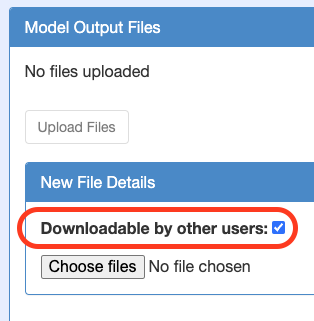 Model Output Files
No files uploaded
Upload Files
New File Details
Downloadable by other users:
Choose files No file chosen